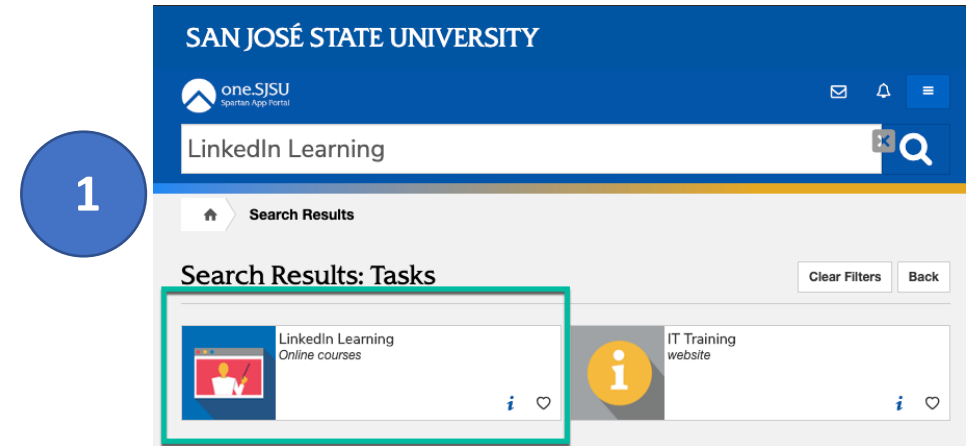 SAN JOSÉ STATE UNIVERSITY
one.SJSU
Spartan App Portal
LinkedIn Learning
1
Search Results
Search Results: Tasks
Clear Filters
Back
LinkedIn Learning
Online courses
i
IT Training
website
i
i